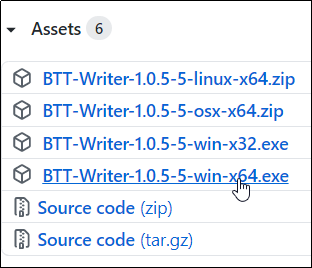 Assets 6
BTT-Writer-1.0.5-5-linux-x64.zip
BTT-Writer-1.0.5-5-osx-x64.zip
BTT-Writer-1.0.5-5-win-x32.exe
BTT-Writer-1.0.5-5-win-x64.exe
Source code (zip)
Source code (tar.gz)